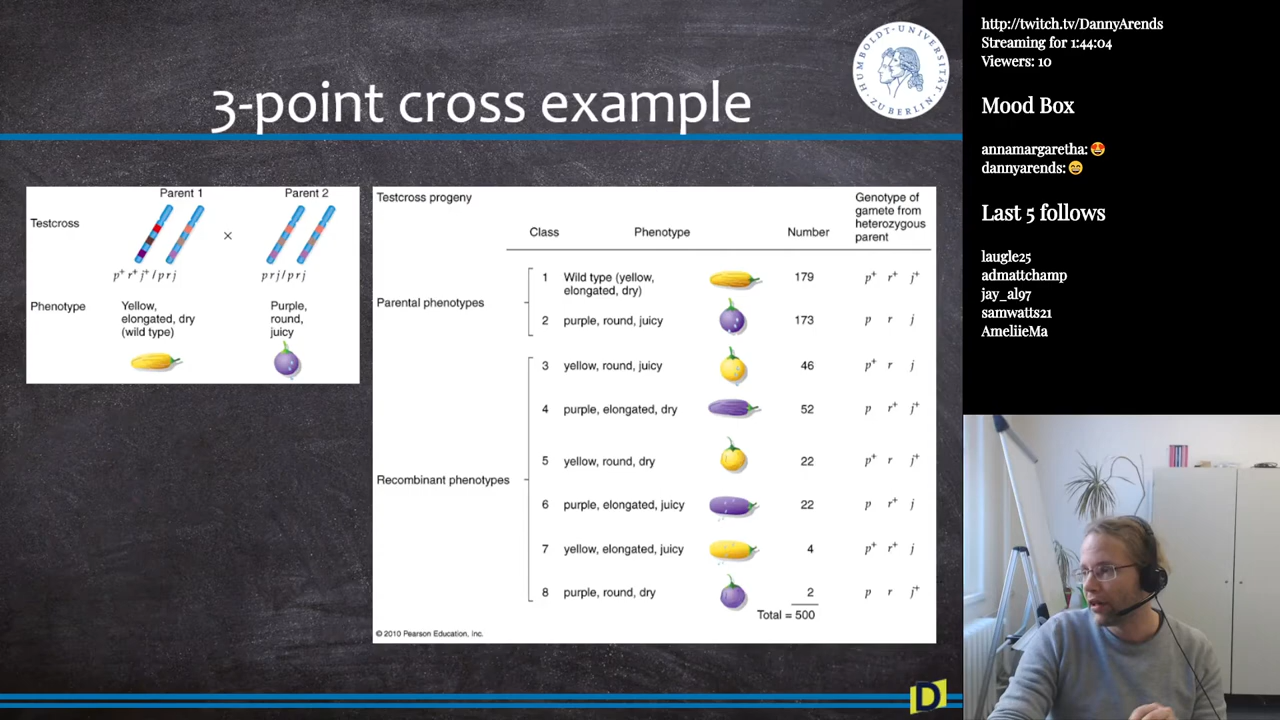 3-point cross example
HUMBOLDT-UNIVERSITÄT ZU BERLIN
Parent 1
Parent 2
Testcross
×
p+ r+ j+ / p r j
p r j / p r j
Phenotype
Yellow,
elongated, dry
(wild type)
Purple,
round,
juicy
Testcross progeny
Class
Phenotype
Number
Genotype of
gamete from
heterozygous
parent
Parental phenotypes
1 Wild type (yellow, 179 p+ r+ j+
elongated, dry)
2 purple, round, juicy 173 p r j
Recombinant phenotypes
3 yellow, round, juicy 46 p+ r j
4 purple, elongated, dry 52 p r+ j+
5 yellow, round, dry 22 p+ r j+
6 purple, elongated, juicy 22 p r+ j
7 yellow, elongated, juicy 4 p+ r+ j
8 purple, round, dry 2 p r j+
Total = 500
© 2010 Pearson Education, Inc.
D
http://twitch.tv/DannyArends
Streaming for 1:44:04
Viewers: 10
Mood Box
annamargaretha: 😍
dannyarends: 😄
Last 5 follows
laugle25
admattchamp
jay_al97
samwatts21
AmeliieMa